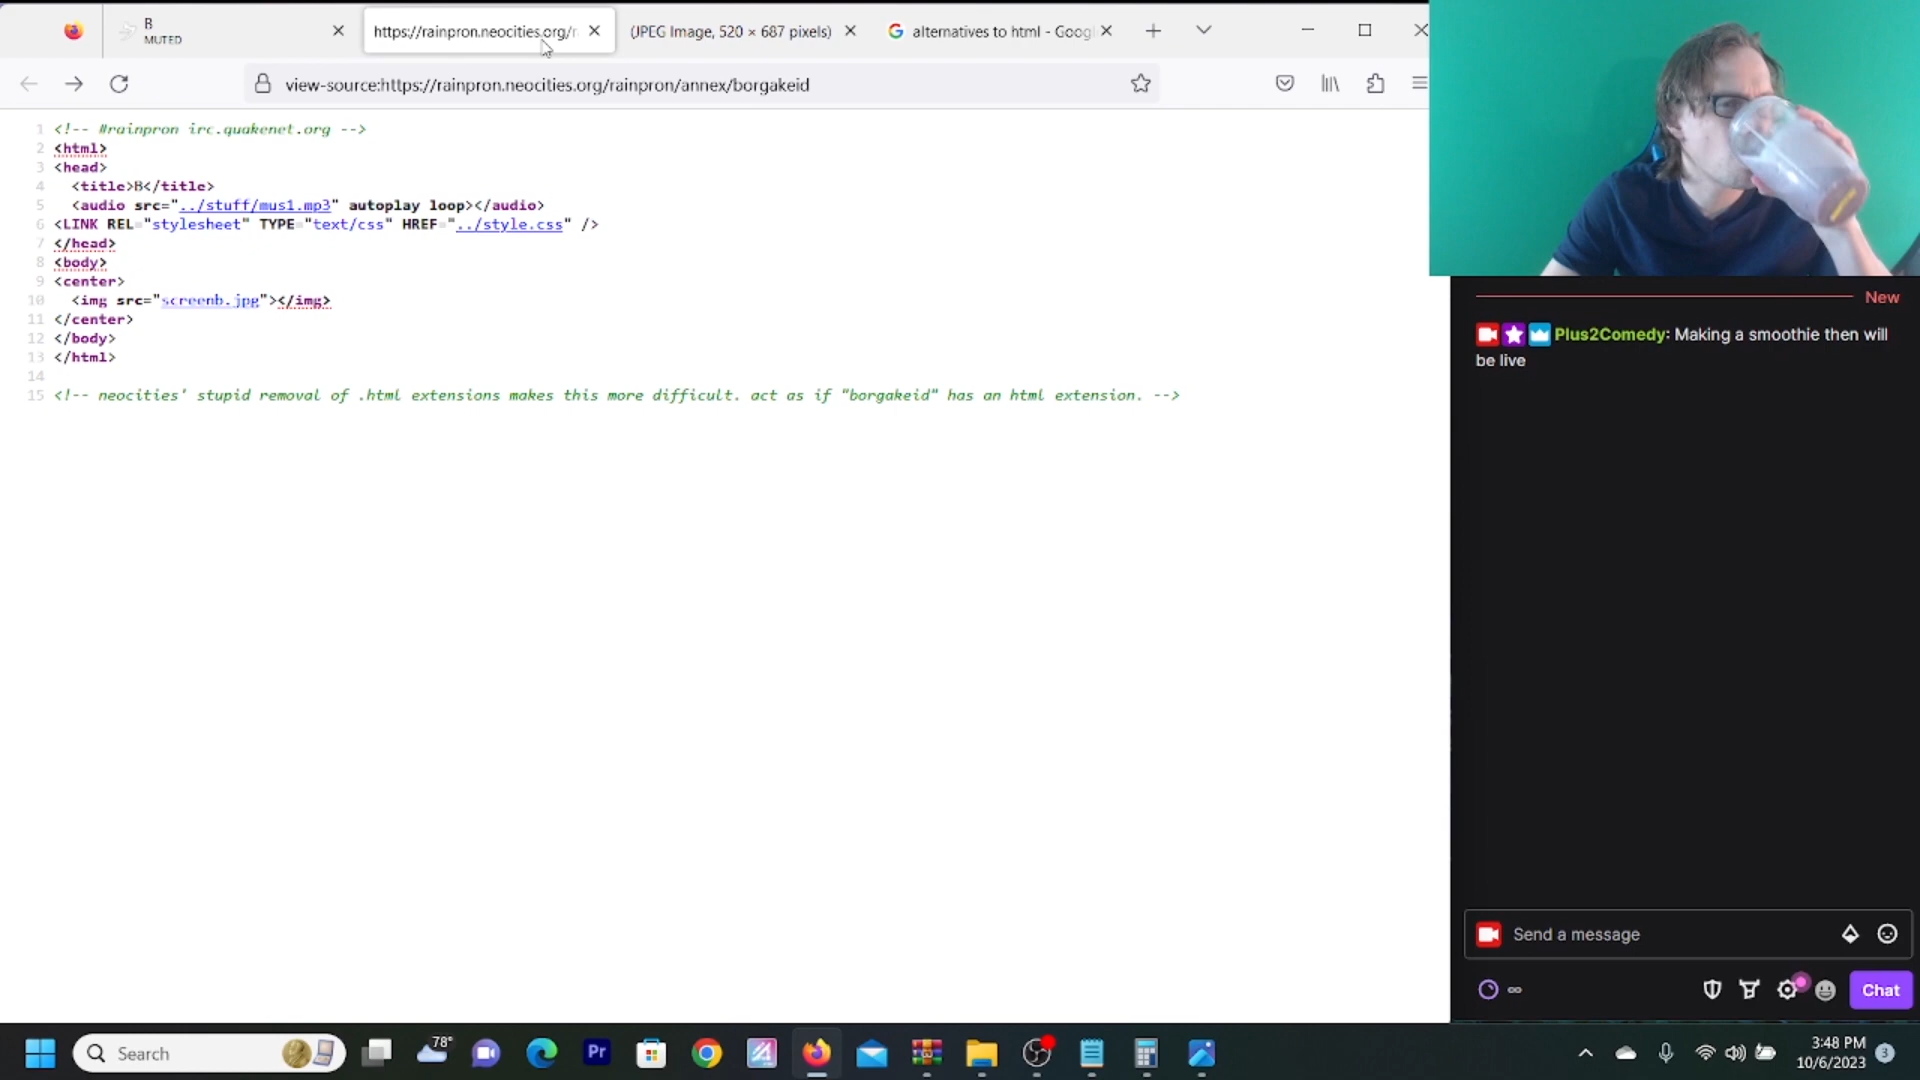 B
MUTED
https://rainpron.neocities.org/r
(JPEG Image, 520 × 687 pixels)
alternatives to html - Goog
view-source:https://rainpron.neocities.org/rainpron/annex/borgakeid
1 <!-- #rainpron irc.quakenet.org -->
2 <html>
3 <head>
4 <title>B</title>
5 <audio src="../stuff/mus1.mp3" autoplay loop></audio>
6 <LINK REL="stylesheet" TYPE="text/css" HREF="../style.css" />
7 </head>
8 <body>
9 <center>
10 <img src="screenb.jpg"></img>
11 </center>
12 </body>
13 </html>
14
15 <!-- neocities' stupid removal of .html extensions makes this more difficult. act as if "borgakeid" has an html extension. -->
New
Plus2Comedy: Making a smoothie then will
be live
Send a message
Chat
Search
78°
Pr
3:48 PM
10/6/2023
3